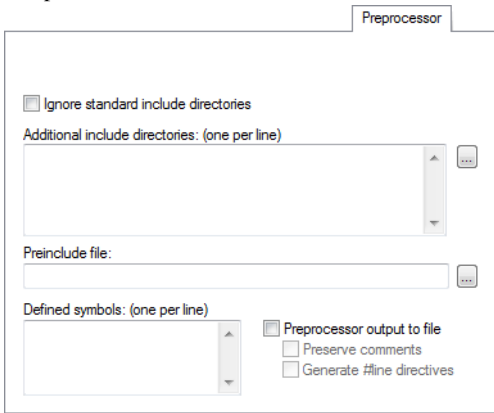 Preprocessor
Ignore standard include directories
Additional include directories: (one per line)
...
Preinclude file:
...
Defined symbols: (one per line)
Preprocessor output to file
Preserve comments
Generate #line directives